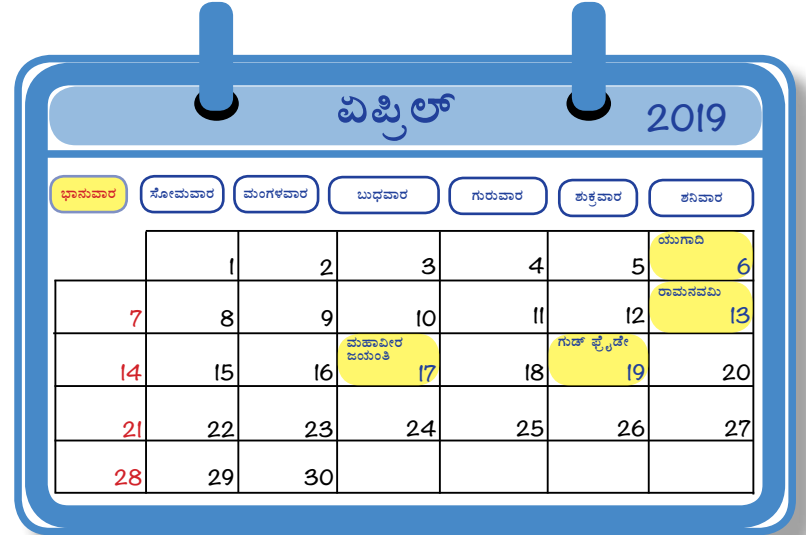 ಏಪ್ರಿಲ್ 2019
ಭಾನುವಾರ ಸೋಮವಾರ ಮಂಗಳವಾರ ಬುಧವಾರ ಗುರುವಾರ ಶುಕ್ರವಾರ ಶನಿವಾರ
ಯುಗಾದಿ
1 2 3 4 5 6
ರಾಮನವಮಿ
7 8 9 10 11 12 13
ಮಹಾವೀರ ಗುಡ್ ಫ್ರೈಡೇ
ಜಯಂತಿ
14 15 16 17 18 19 20
21 22 23 24 25 26 27
28 29 30